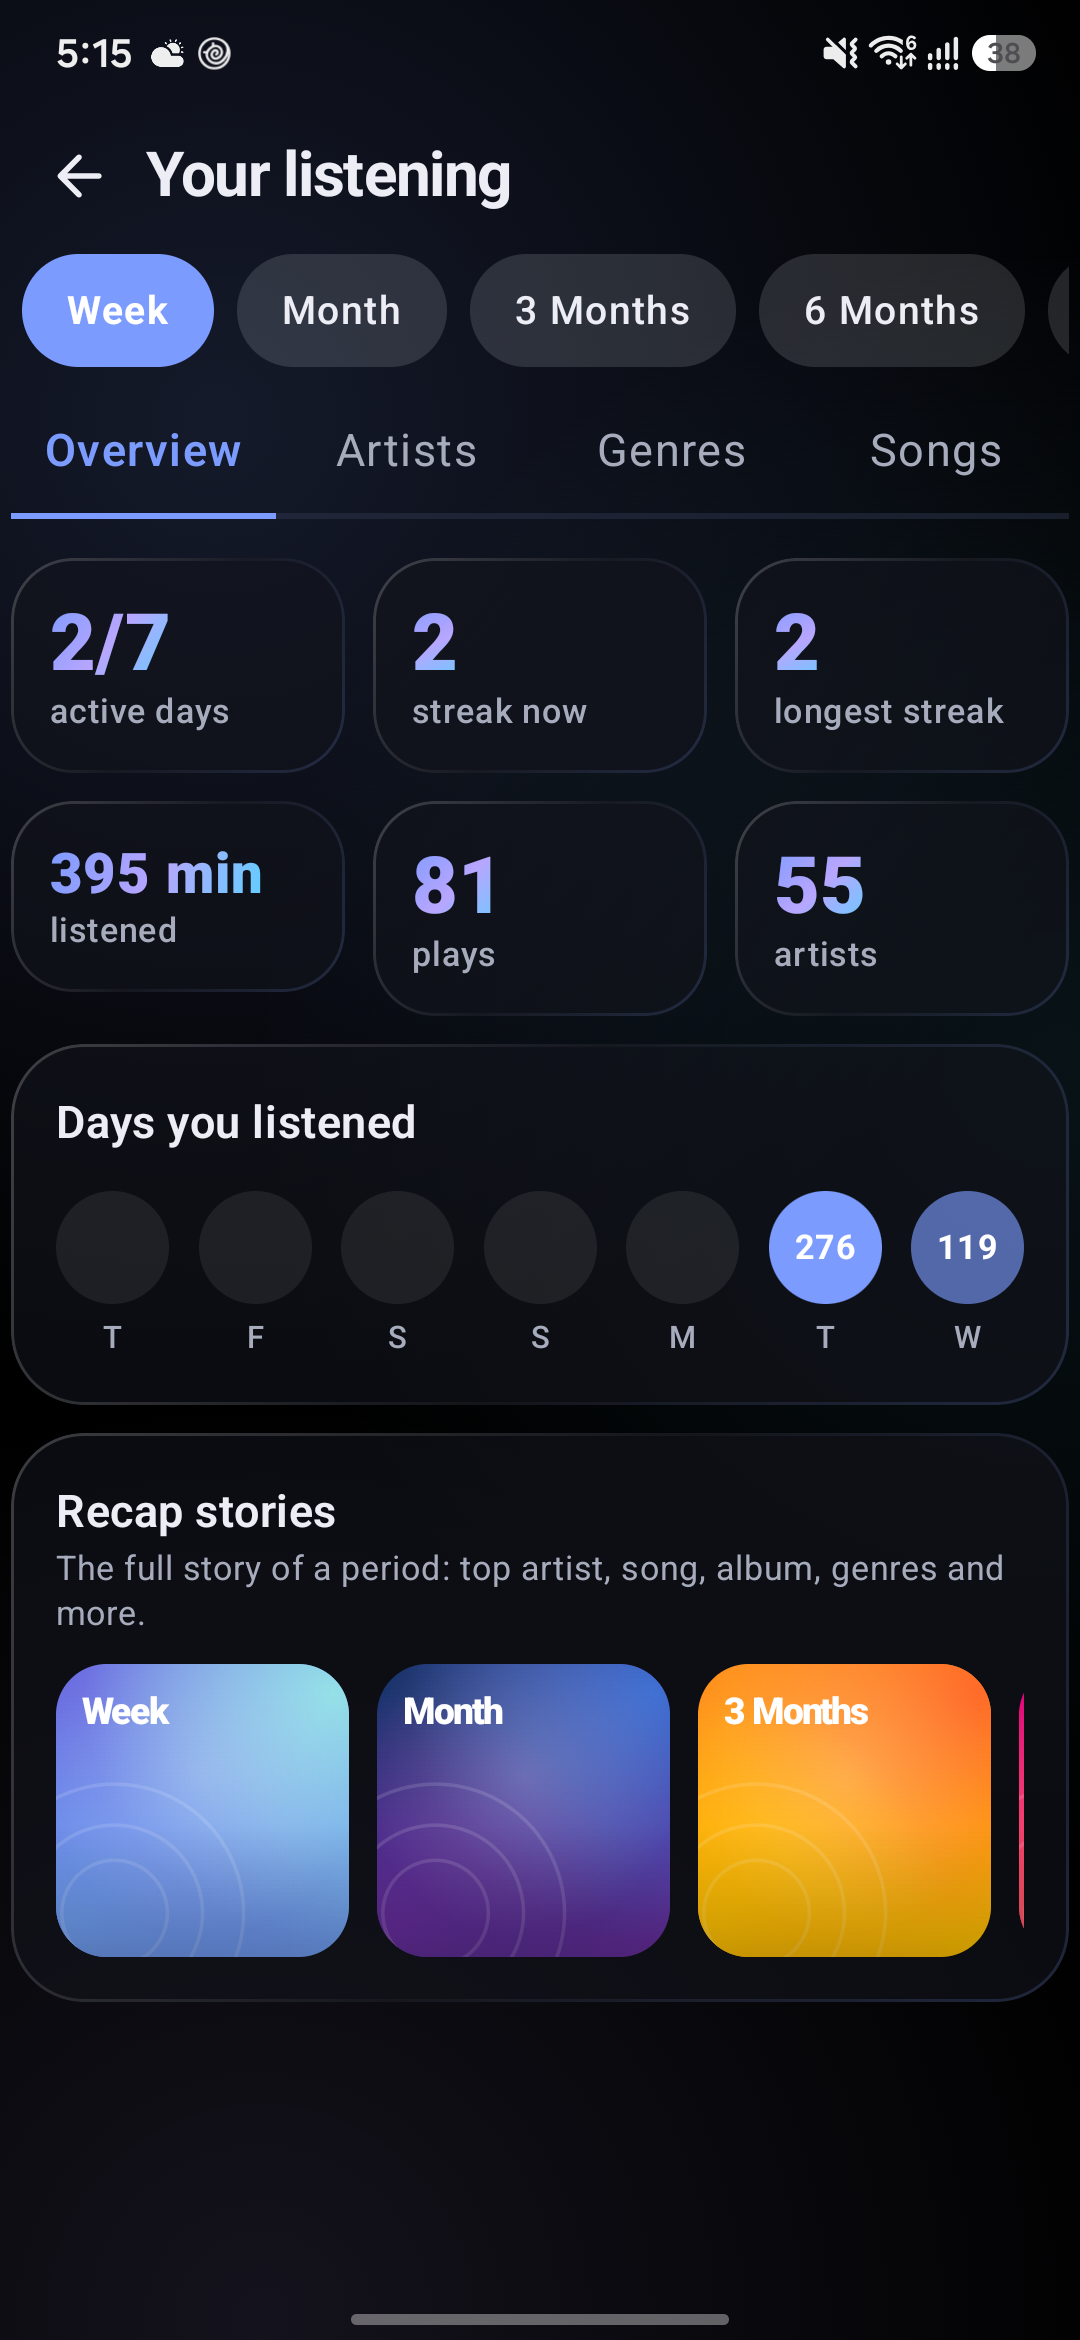 5:15
6
38
Your listening
Week
Month
3 Months
6 Months
Overview
Artists
Genres
Songs
2/7
active days
2
streak now
2
longest streak
395 min
listened
81
plays
55
artists
Days you listened
276
119
T
F
S
S
M
T
W
Recap stories
The full story of a period: top artist, song, album, genres and
more.
Week
Month
3 Months